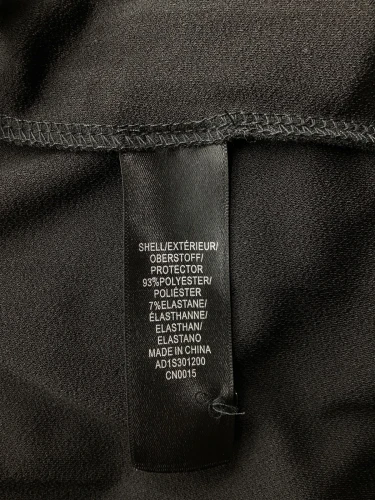 SHELL/EXTÉRIEUR/
OBERSTOFF/
PROTECTOR
93%POLYESTER/
POLIÉSTER
7%ELASTANE/
ÉLASTHANNE/
ELASTHAN/
ELASTANO
MADE IN CHINA
AD1S301200
CN0015